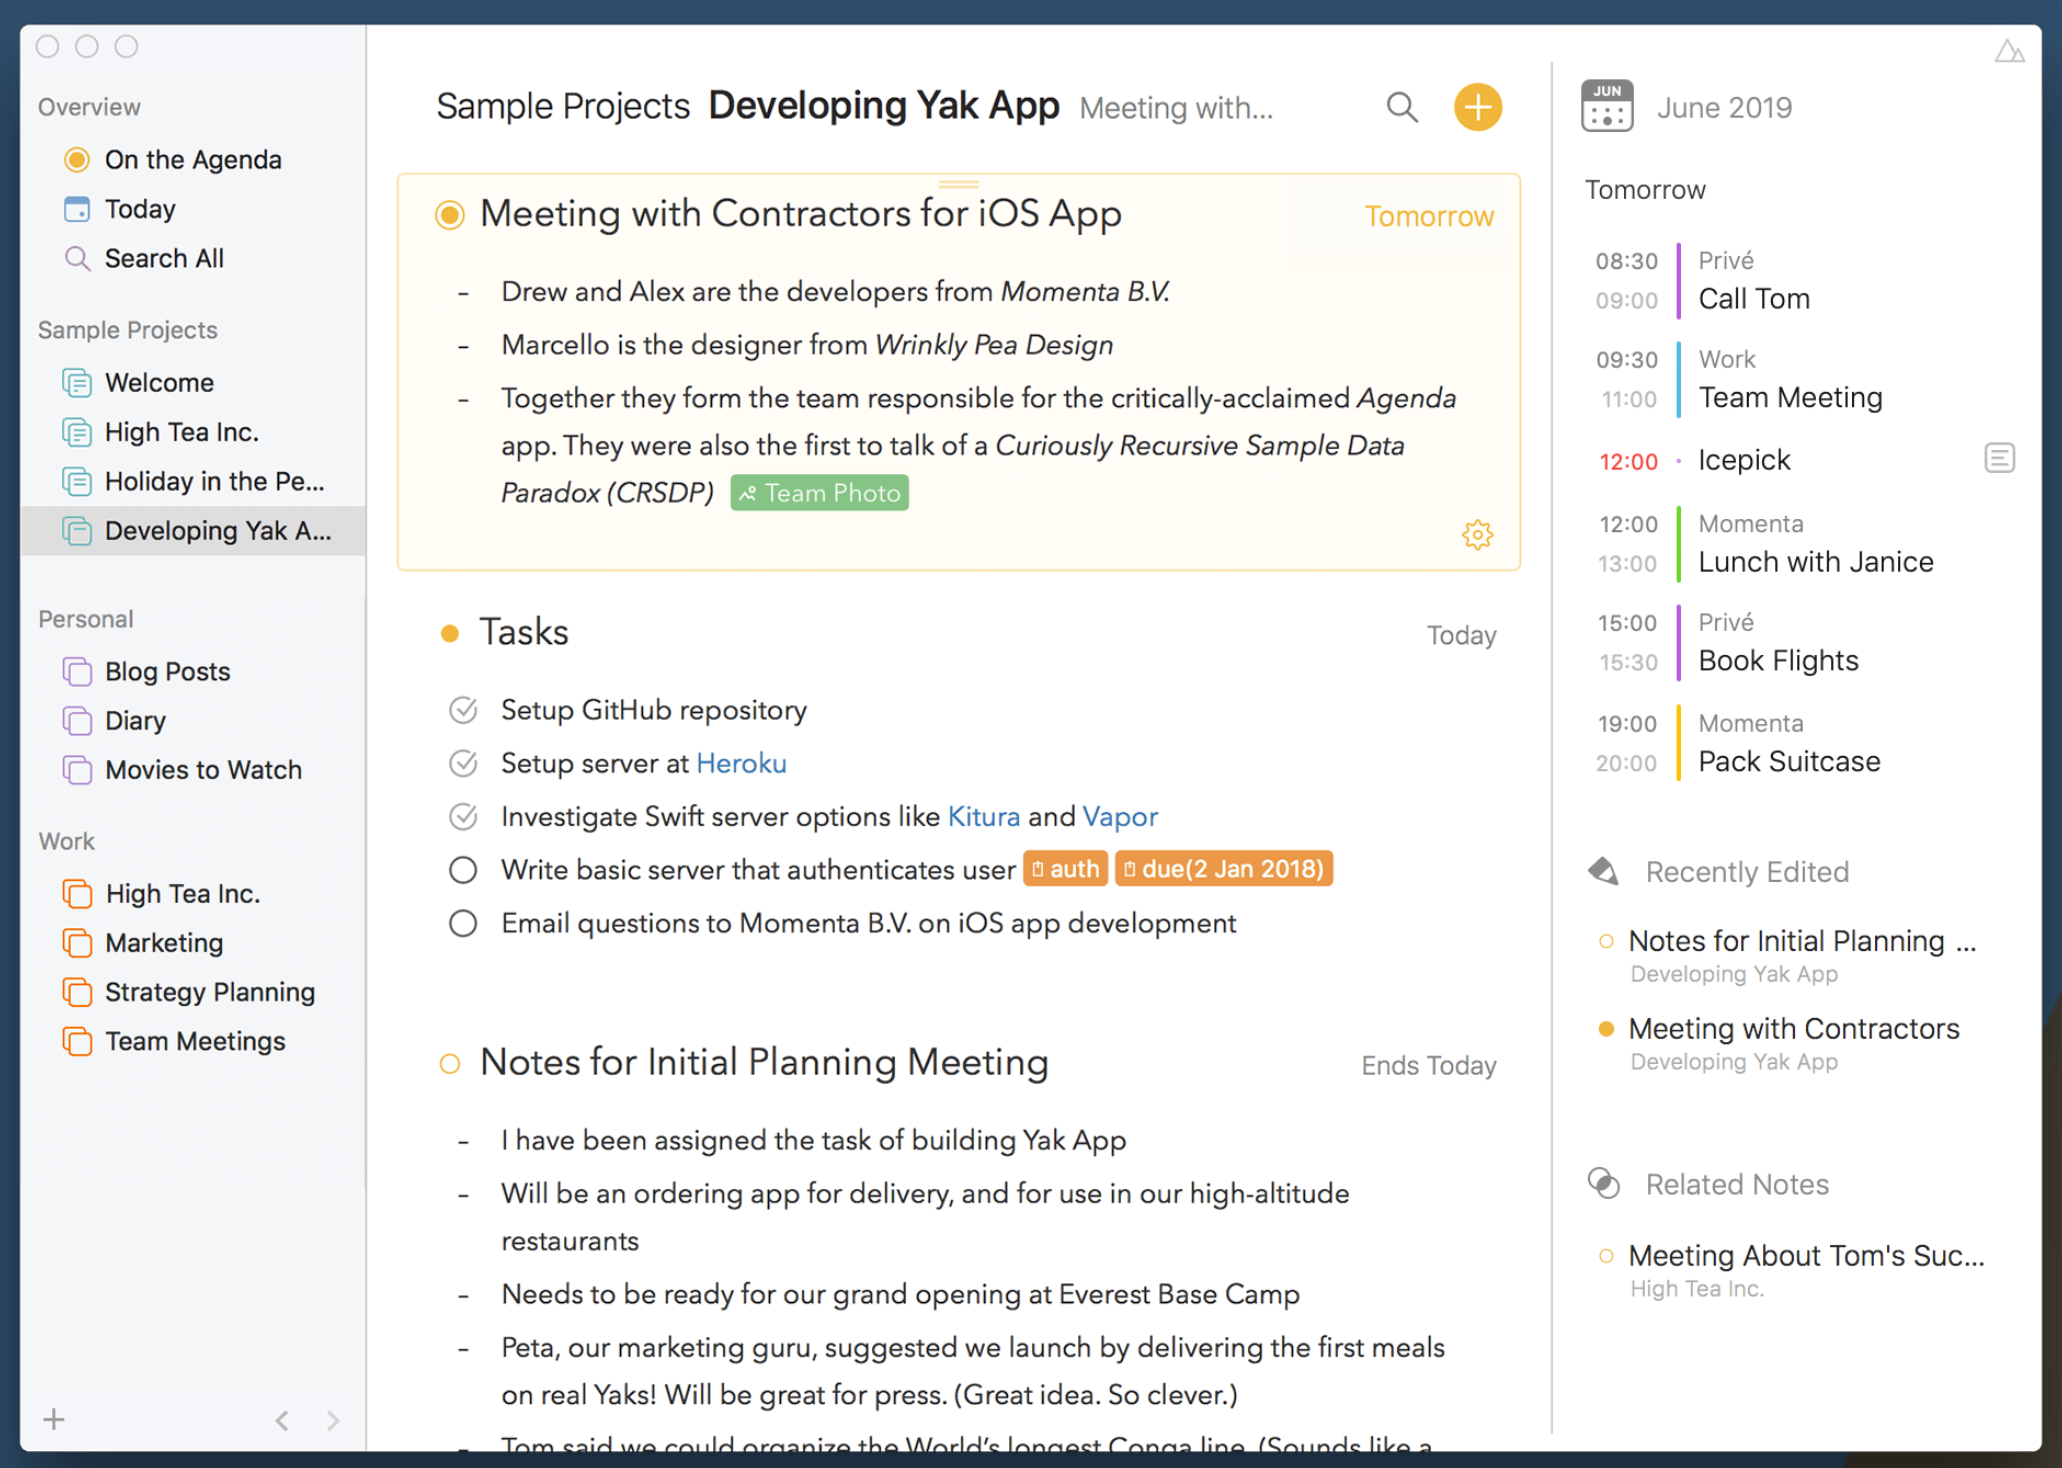 Overview
On the Agenda
Today
Search All
Sample Projects
Welcome
High Tea Inc.
Holiday in the Pe...
Developing Yak A...
Personal
Blog Posts
Diary
Movies to Watch
Work
High Tea Inc.
Marketing
Strategy Planning
Team Meetings
Sample Projects Developing Yak App Meeting with...
Meeting with Contractors for iOS App Tomorrow
- Drew and Alex are the developers from Momenta B.V.
- Marcello is the designer from Wrinkly Pea Design
- Together they form the team responsible for the critically-acclaimed Agenda
app. They were also the first to talk of a Curiously Recursive Sample Data
Paradox (CRSDP) Team Photo
Tasks Today
Setup GitHub repository
Setup server at Heroku
Investigate Swift server options like Kitura and Vapor
Write basic server that authenticates user auth due(2 Jan 2018)
Email questions to Momenta B.V. on iOS app development
Notes for Initial Planning Meeting Ends Today
- I have been assigned the task of building Yak App
- Will be an ordering app for delivery, and for use in our high-altitude
restaurants
- Needs to be ready for our grand opening at Everest Base Camp
- Peta, our marketing guru, suggested we launch by delivering the first meals
on real Yaks! Will be great for press. (Great idea. So clever.)
- Tom said we could organize the World's longest Conga line. (Sounds like a
JUN June 2019
Tomorrow
08:30 Privé
09:00 Call Tom
09:30 Work
11:00 Team Meeting
12:00 Icepick
12:00 Momenta
13:00 Lunch with Janice
15:00 Privé
15:30 Book Flights
19:00 Momenta
20:00 Pack Suitcase
Recently Edited
Notes for Initial Planning ...
Developing Yak App
Meeting with Contractors
Developing Yak App
Related Notes
Meeting About Tom's Suc...
High Tea Inc.